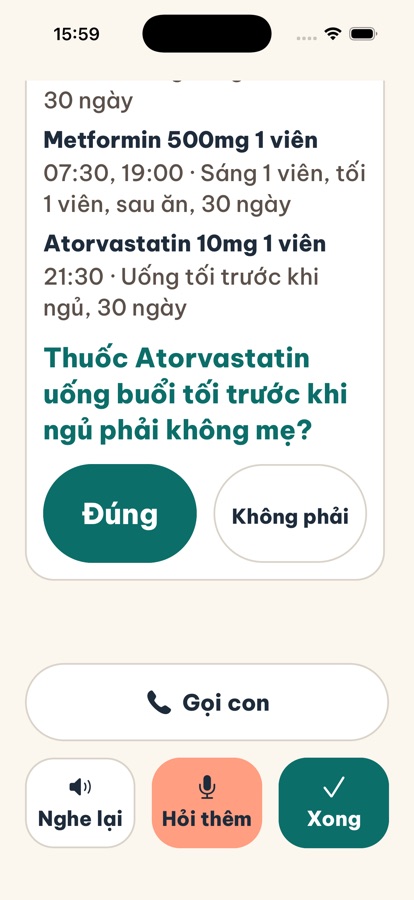 15:59
30 ngày
Metformin 500mg 1 viên
07:30, 19:00 · Sáng 1 viên, tối
1 viên, sau ăn, 30 ngày
Atorvastatin 10mg 1 viên
21:30 · Uống tối trước khi
ngủ, 30 ngày
Thuốc Atorvastatin
uống buổi tối trước khi
ngủ phải không mẹ?
Đúng
Không phải
Gọi con
Nghe lại
Hỏi thêm
Xong